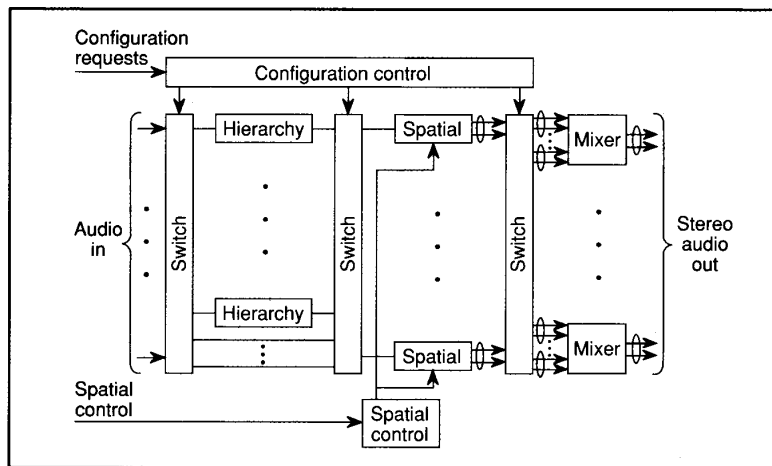 Configuration
requests
Configuration control
Hierarchy
Spatial
Mixer
Audio
in
Switch
Switch
Switch
Stereo
audio
out
Hierarchy
Spatial
Mixer
Spatial
control
Spatial
control